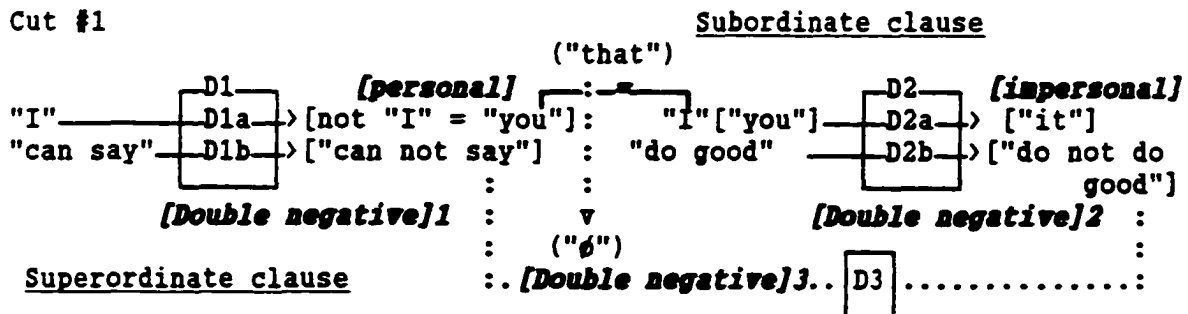 Cut #1 Subordinate clause
("that")
D1 [personal] : = D2 [impersonal]
"I" D1a > [not "I" = "you"]: "I"["you"] D2a > ["it"]
"can say" D1b > ["can not say"] : "do good" D2b > ["do not do
: : good"]
[Double negative]1 : ▽ [Double negative]2 :
: ("ø") :
Superordinate clause :. [Double negative]3.. D3 ...............: